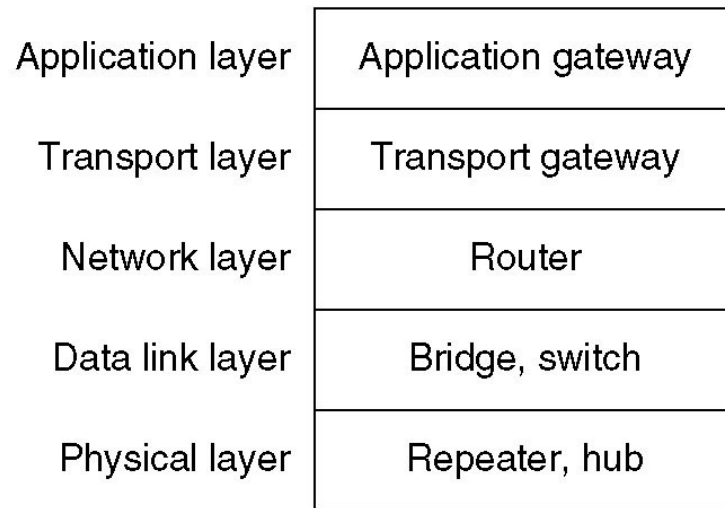 Application layer Application gateway
Transport layer Transport gateway
Network layer Router
Data link layer Bridge, switch
Physical layer Repeater, hub